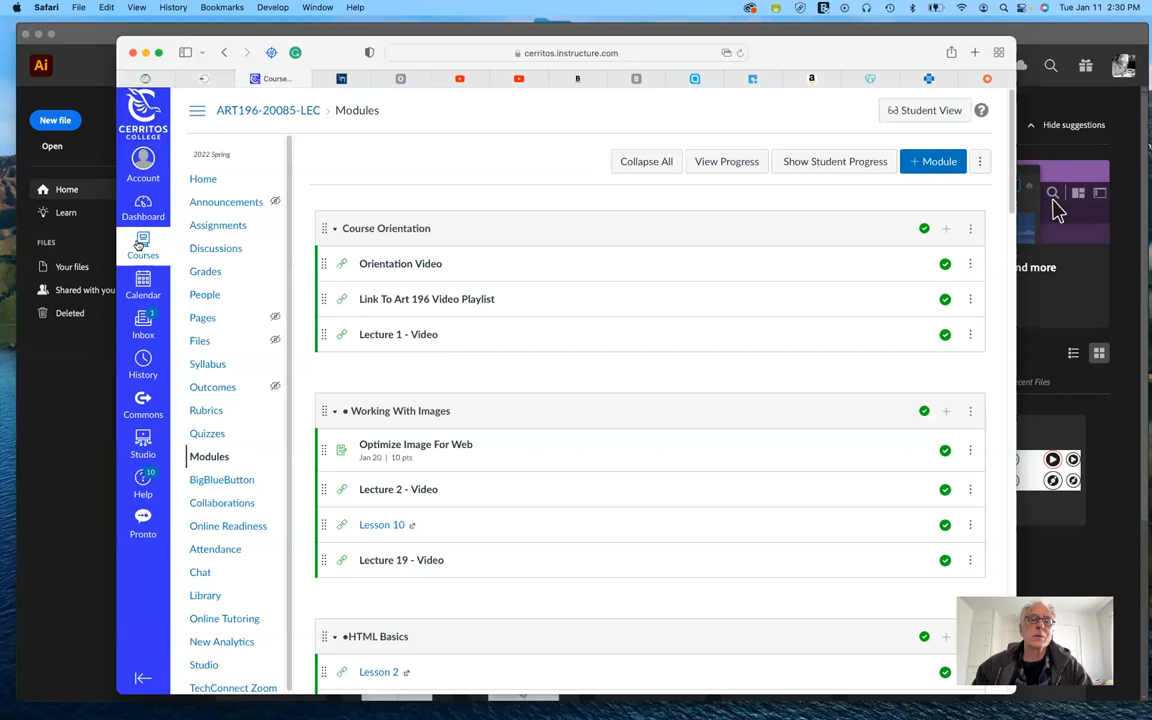 Safari File Edit View History Bookmarks Develop Window Help
Tue Jan 11 2:30 PM
Ai
cerritos.instructure.com
Course...
New file
Open
Home
Learn
FILES
Your files
Shared with you
Deleted
CERRITOS
COLLEGE
Account
Dashboard
Courses
Calendar
1
Inbox
History
Commons
Studio
10
Help
Pronto
ART196-20085-LEC › Modules
Student View
2022 Spring
Home
Announcements
Assignments
Discussions
Grades
People
Pages
Files
Syllabus
Outcomes
Rubrics
Quizzes
Modules
BigBlueButton
Collaborations
Online Readiness
Attendance
Chat
Library
Online Tutoring
New Analytics
Studio
TechConnect Zoom
Collapse All View Progress Show Student Progress + Module
Course Orientation
Orientation Video
Link To Art 196 Video Playlist
Lecture 1 - Video
• Working With Images
Optimize Image For Web
Jan 20 | 10 pts
Lecture 2 - Video
Lesson 10
Lecture 19 - Video
•HTML Basics
Lesson 2
Hide suggestions
nd more
ecent Files